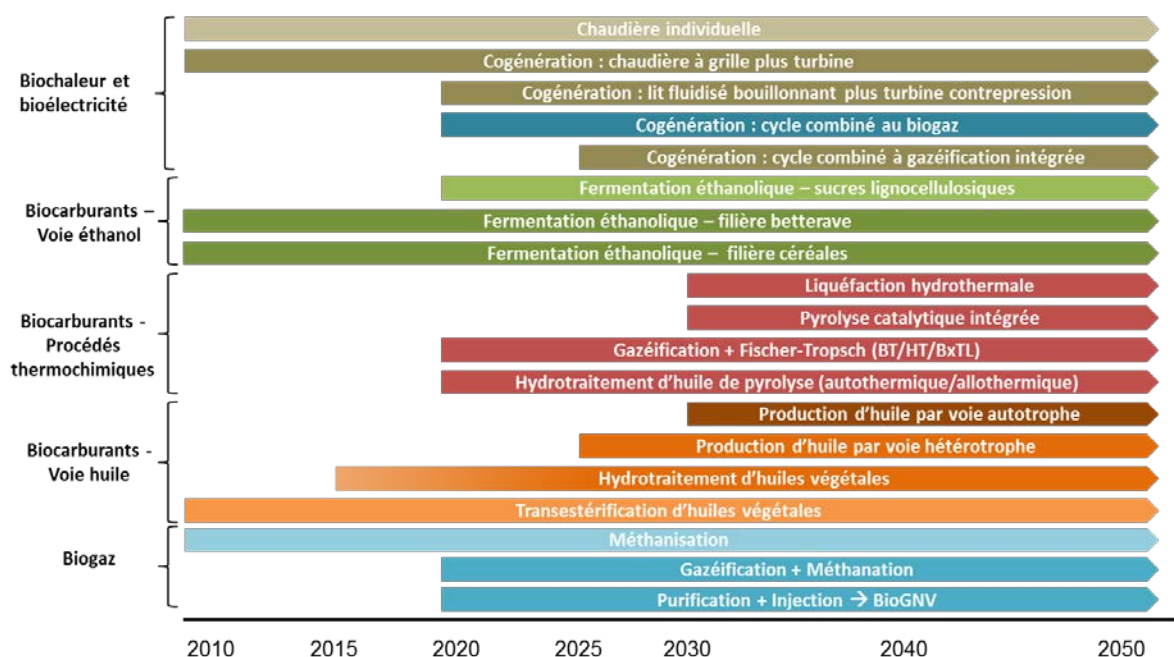 Biochaleur et
bioélectricité
Chaudière individuelle
Cogénération : chaudière à grille plus turbine
Cogénération : lit fluidisé bouillonnant plus turbine contrepression
Cogénération : cycle combiné au biogaz
Cogénération : cycle combiné à gazéification intégrée
Biocarburants –
Voie éthanol
Fermentation éthanolique – sucres lignocellulosiques
Fermentation éthanolique – filière betterave
Fermentation éthanolique – filière céréales
Biocarburants -
Procédés
thermochimiques
Liquéfaction hydrothermale
Pyrolyse catalytique intégrée
Gazéification + Fischer-Tropsch (BT/HT/BxTL)
Hydrotraitement d'huile de pyrolyse (autothermique/allothermique)
Biocarburants -
Voie huile
Production d'huile par voie autotrophe
Production d'huile par voie hétérotrophe
Hydrotraitement d'huiles végétales
Transestérification d'huiles végétales
Biogaz
Méthanisation
Gazéification + Méthanation
Purification + Injection → BioGNV
2010 2015 2020 2025 2030 2040 2050